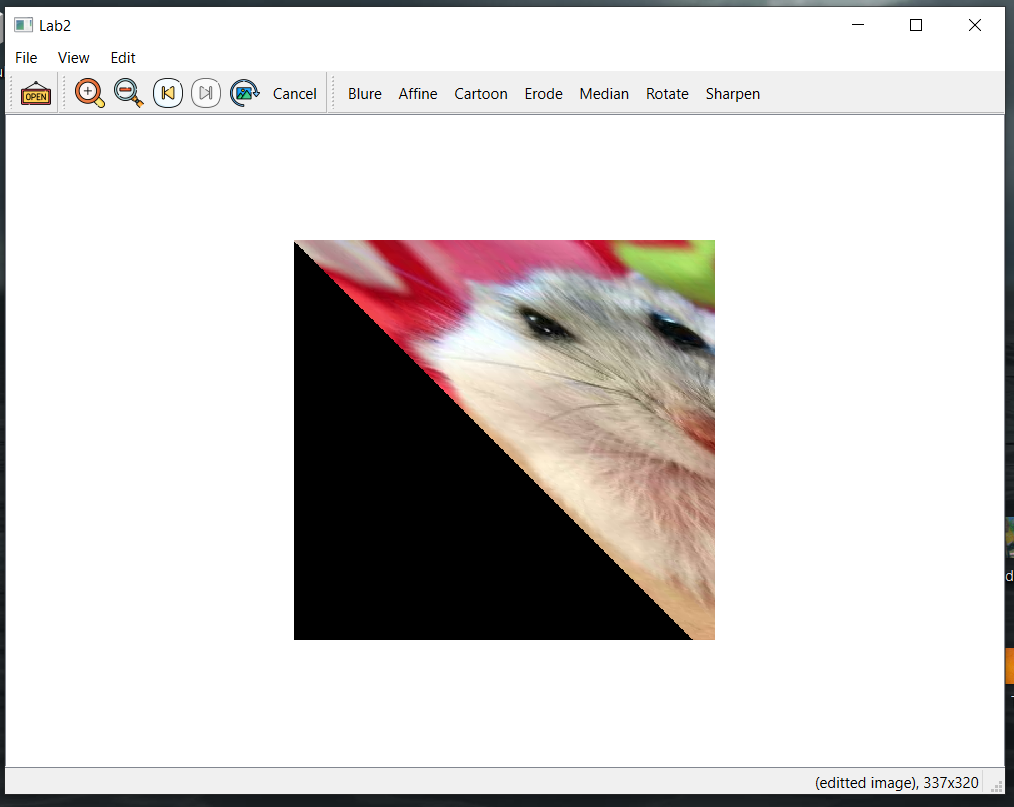 Lab2
File View Edit
OPEN Cancel Blure Affine Cartoon Erode Median Rotate Sharpen
(editted image), 337x320